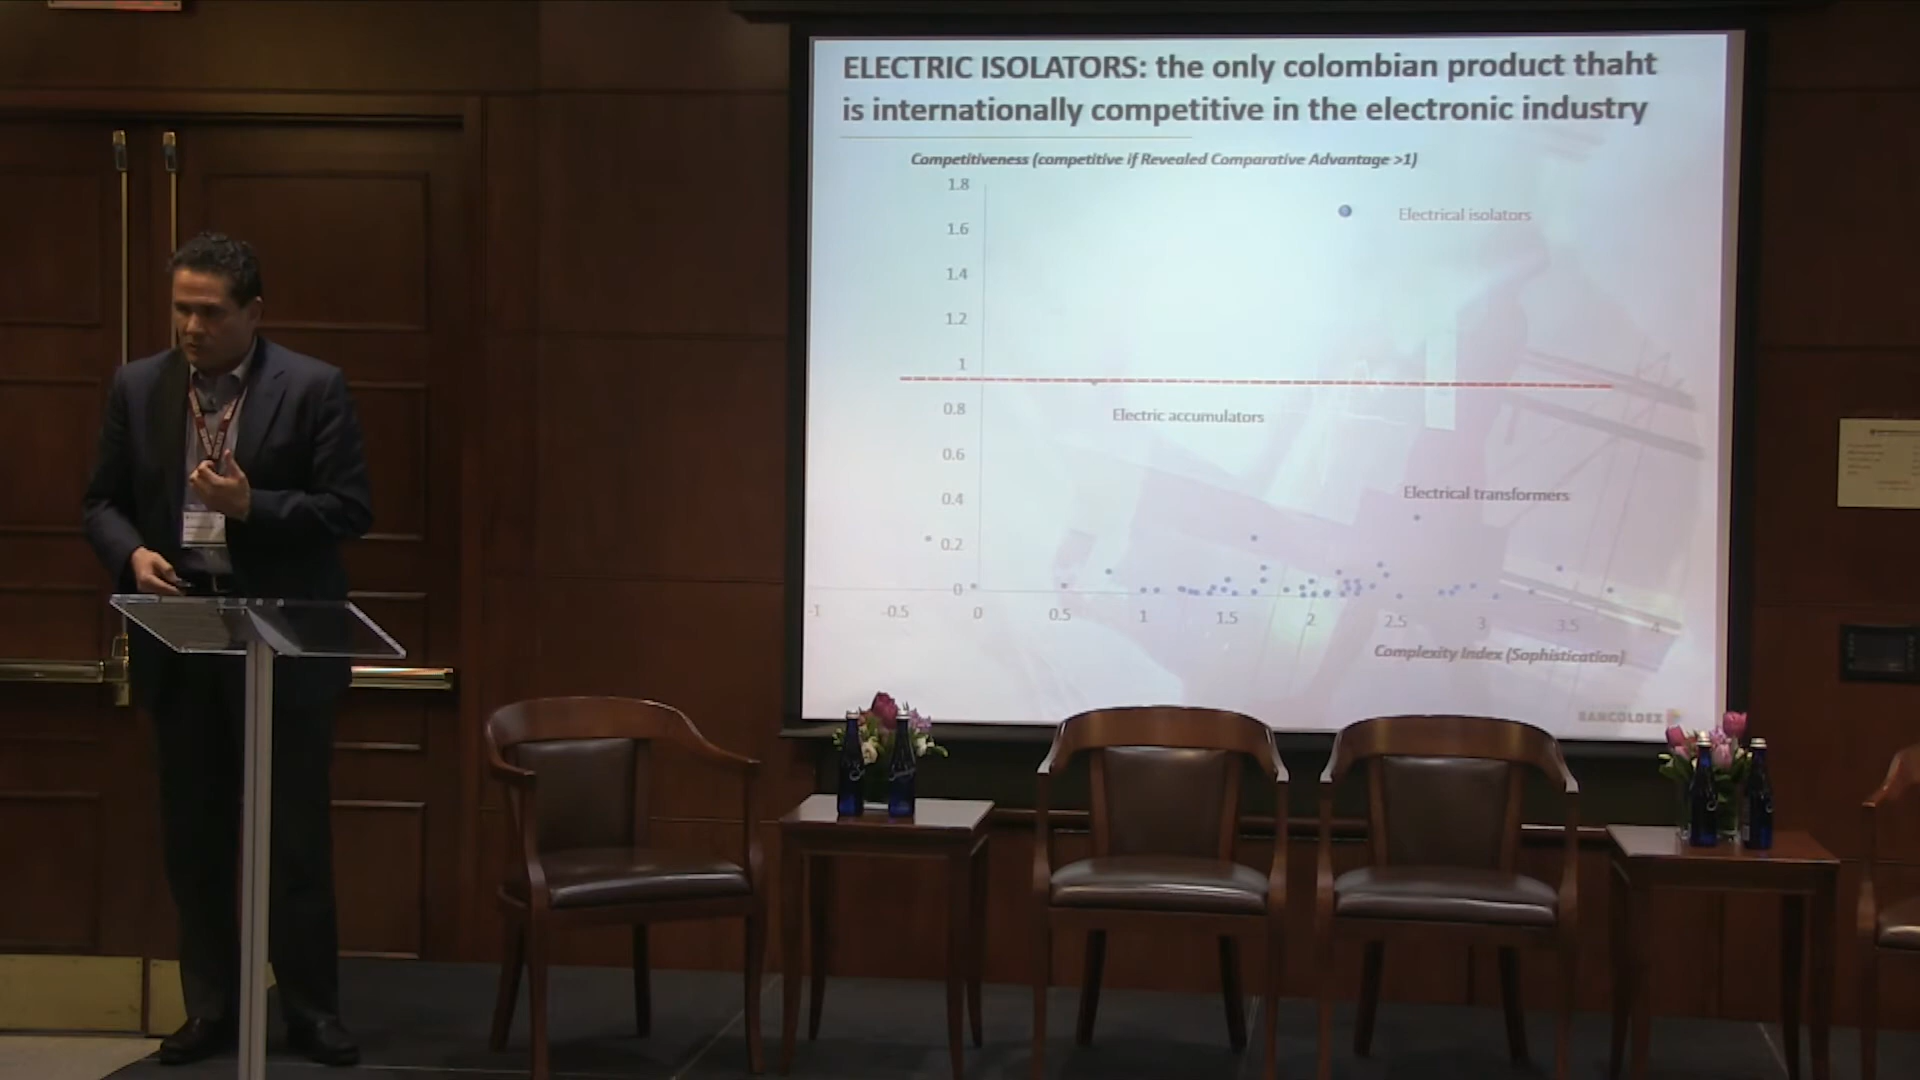 ELECTRIC ISOLATORS: the only colombian product thaht
is internationally competitive in the electronic industry
Competitiveness (competitive if Revealed Comparative Advantage >1)
1.8
Electrical isolators
1.6
1.4
1.2
1
0.8
Electric accumulators
0.6
0.4
Electrical transformers
0.2
0
-1 -0.5 0 0.5 1 1.5 2 2.5 3 3.5 4
Complexity Index (Sophistication)
BANCOLDEX